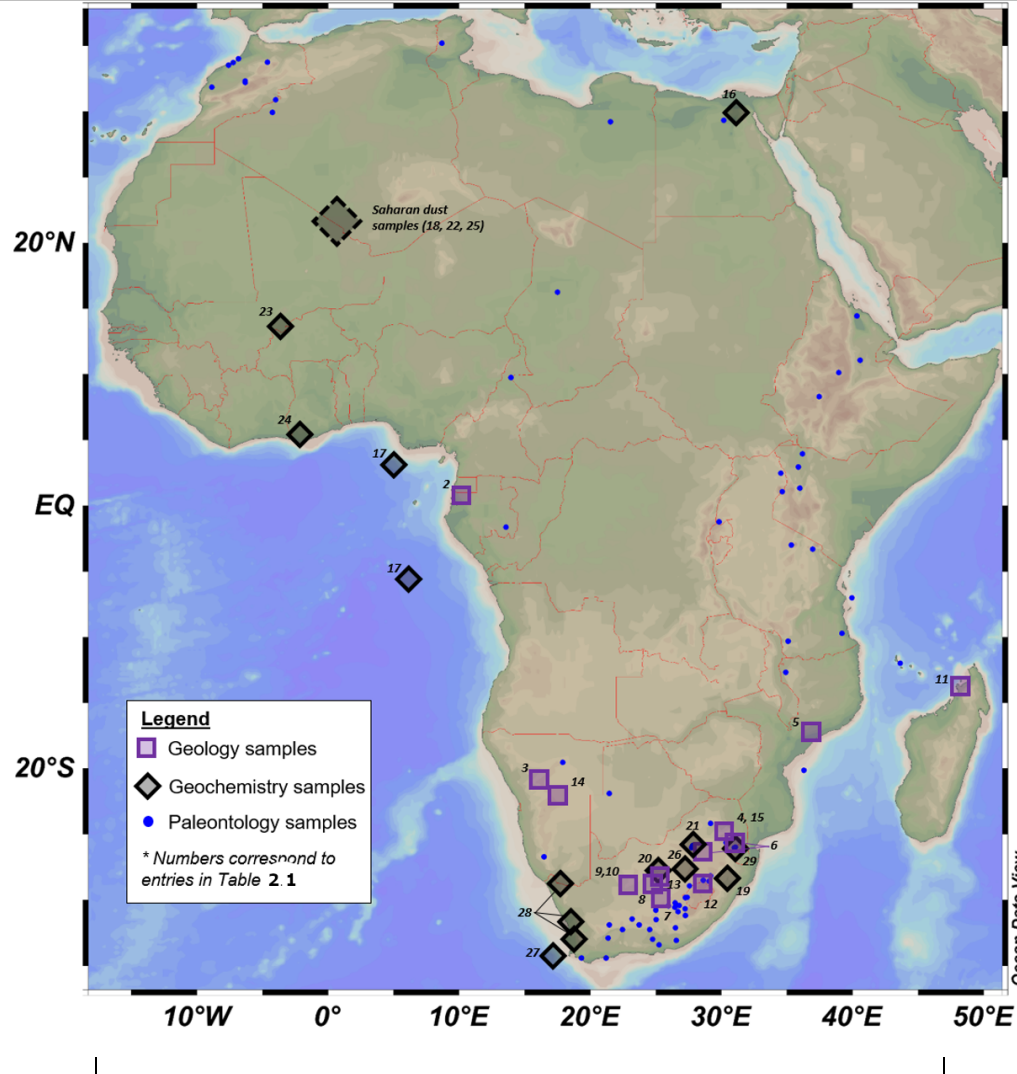 16
Saharan dust
samples (18, 22, 25)
20°N
23
24
17
2
EQ
17
11
5
Legend
Geology samples
Geochemistry samples
Paleontology samples
* Numbers correspond to
entries in Table 2.1
20°S
3
14
4, 15
21
6
26
29
20
9,10
13
19
8
12
7
28
27
10°W 0° 10°E 20°E 30°E 40°E 50°E
Ocean Data View